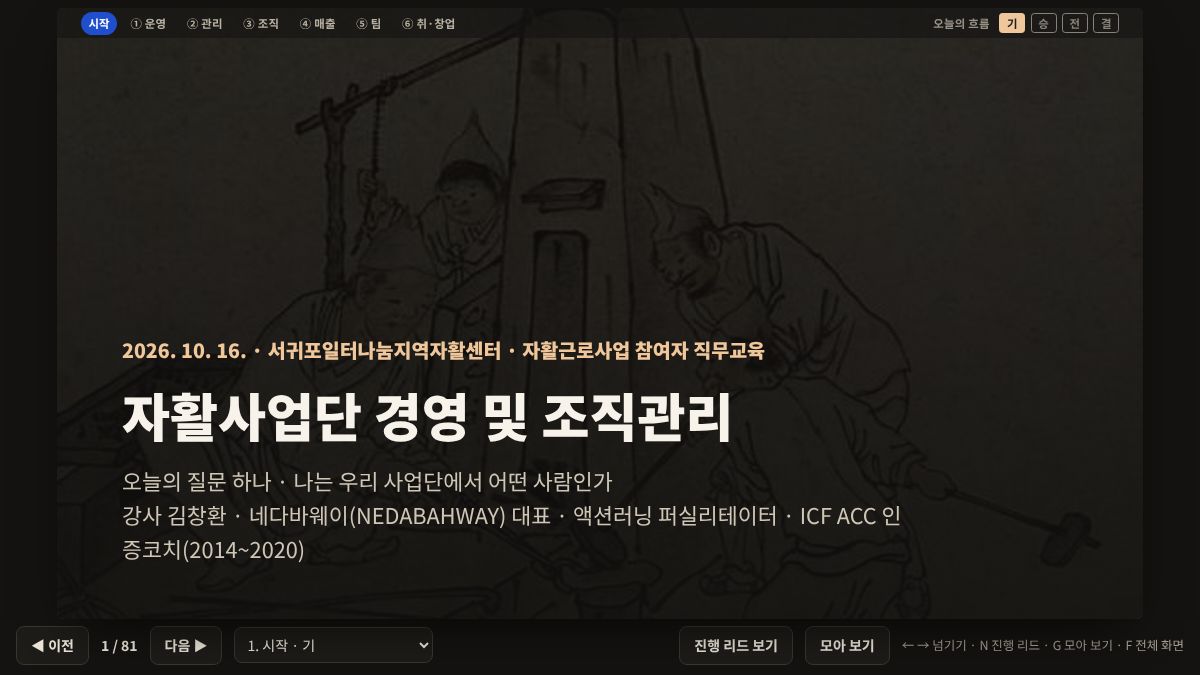 시작 ① 운영 ② 관리 ③ 조직 ④ 매출 ⑤ 팀 ⑥ 취·창업 오늘의 흐름 기 승 전 결
2026. 10. 16. · 서귀포일터나눔지역자활센터 · 자활근로사업 참여자 직무교육
자활사업단 경영 및 조직관리
오늘의 질문 하나 · 나는 우리 사업단에서 어떤 사람인가
강사 김창환 · 네다바웨이(NEDABAHWAY) 대표 · 액션러닝 퍼실리테이터 · ICF ACC 인
증코치(2014~2020)
◀ 이전 1 / 81 다음 ▶ 1. 시작 · 기 진행 리드 보기 모아 보기 ← → 넘기기 · N 진행 리드 · G 모아 보기 · F 전체 화면